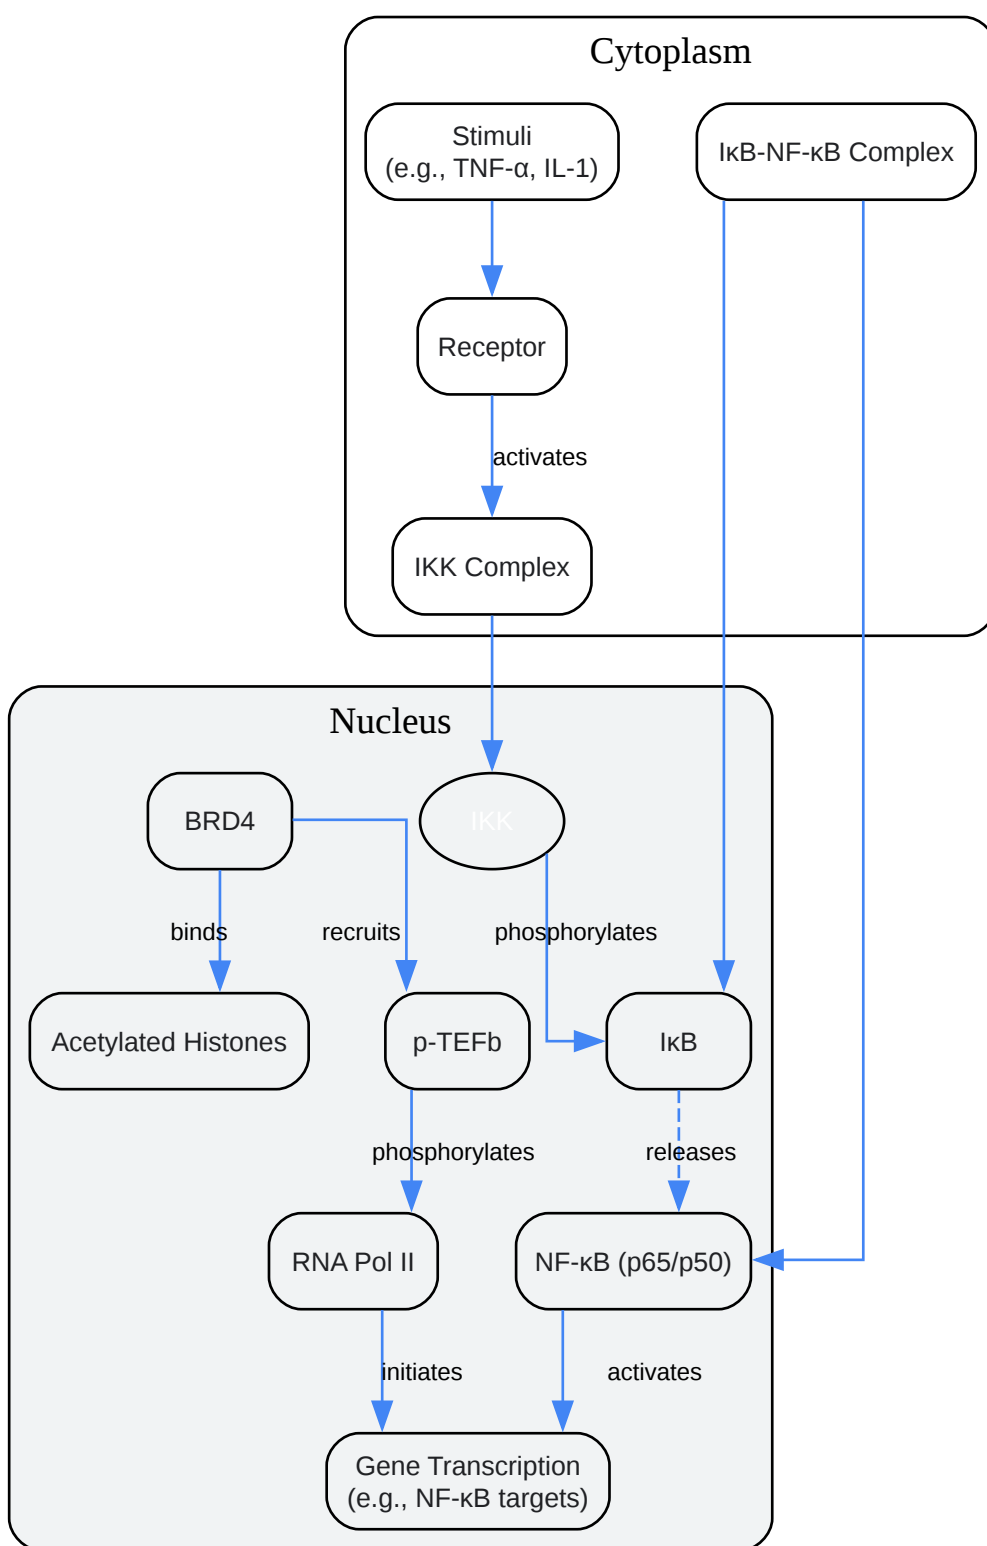 Cytoplasm
Stimuli
(e.g., TNF-α, IL-1)
IκB-NF-κB Complex
Receptor
activates
IKK Complex
Nucleus
BRD4
IKK
binds
recruits
phosphorylates
Acetylated Histones
p-TEFb
IκB
phosphorylates
releases
RNA Pol II
NF-κB (p65/p50)
initiates
activates
Gene Transcription
(e.g., NF-κB targets)